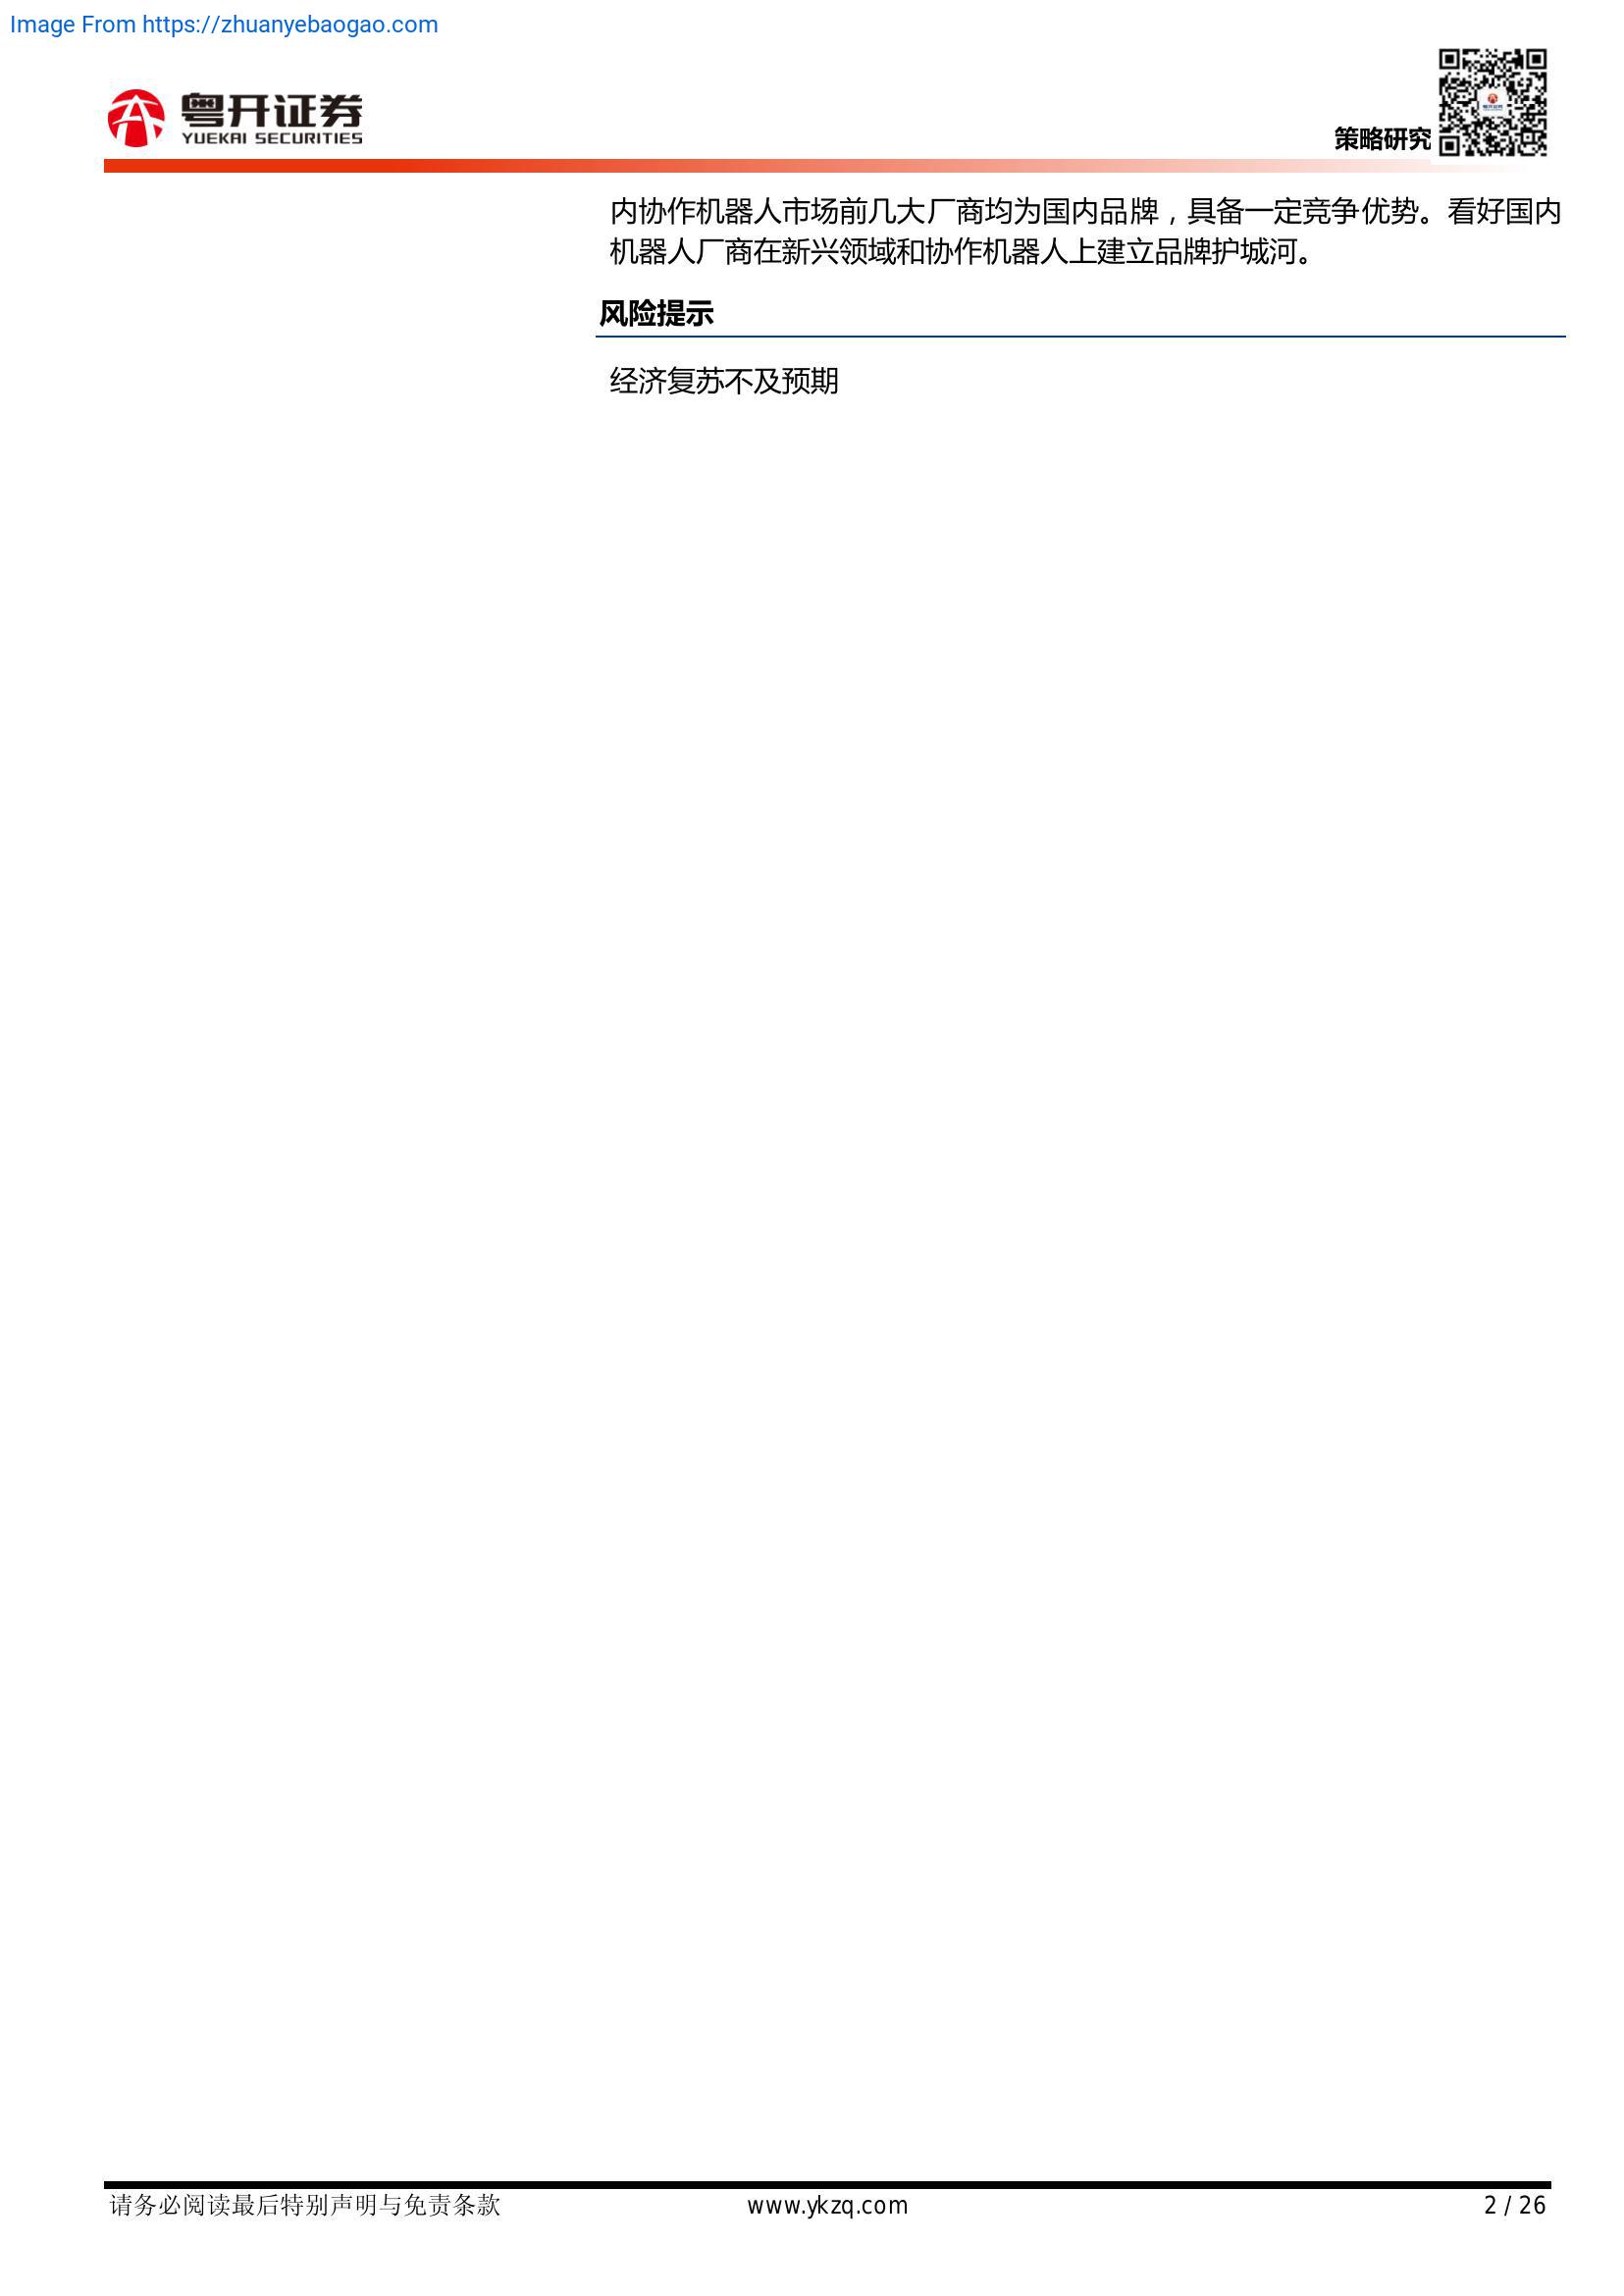 Image From https://zhuanyebaogao.com
粤开证券
YUEKAI SECURITIES
策略研究
内协作机器人市场前几大厂商均为国内品牌，具备一定竞争优势。看好国内
机器人厂商在新兴领域和协作机器人上建立品牌护城河。
风险提示
经济复苏不及预期
请务必阅读最后特别声明与免责条款
www.ykzq.com
2 / 26